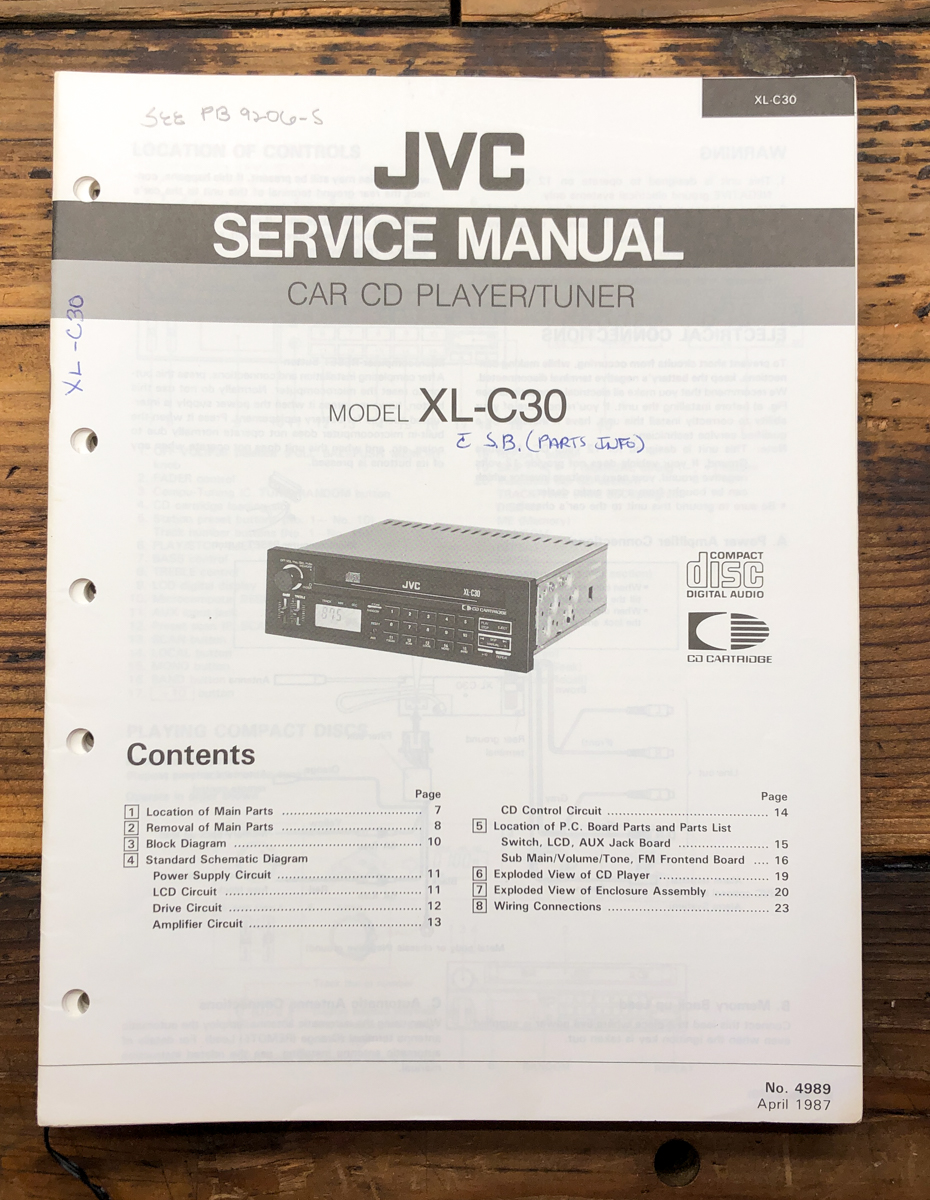 XL-C30
SEE PB 9206-S
JVC
SERVICE MANUAL
CAR CD PLAYER/TUNER
XL-C30
MODEL XL-C30
c̄ S.B. (PARTS INFO)
JVC
XL-C30
CD CARTRIDGE
875
COMPACT
disc
DIGITAL AUDIO
CD CARTRIDGE
Contents
Page
1 Location of Main Parts .................................... 7
2 Removal of Main Parts .................................... 8
3 Block Diagram ................................................ 10
4 Standard Schematic Diagram
Power Supply Circuit ...................................... 11
LCD Circuit .................................................... 11
Drive Circuit ................................................... 12
Amplifier Circuit .............................................. 13
Page
CD Control Circuit ......................................... 14
5 Location of P.C. Board Parts and Parts List
Switch, LCD, AUX Jack Board ...................... 15
Sub Main/Volume/Tone, FM Frontend Board .... 16
6 Exploded View of CD Player ............................ 19
7 Exploded View of Enclosure Assembly .............. 20
8 Wiring Connections ......................................... 23
No. 4989
April 1987